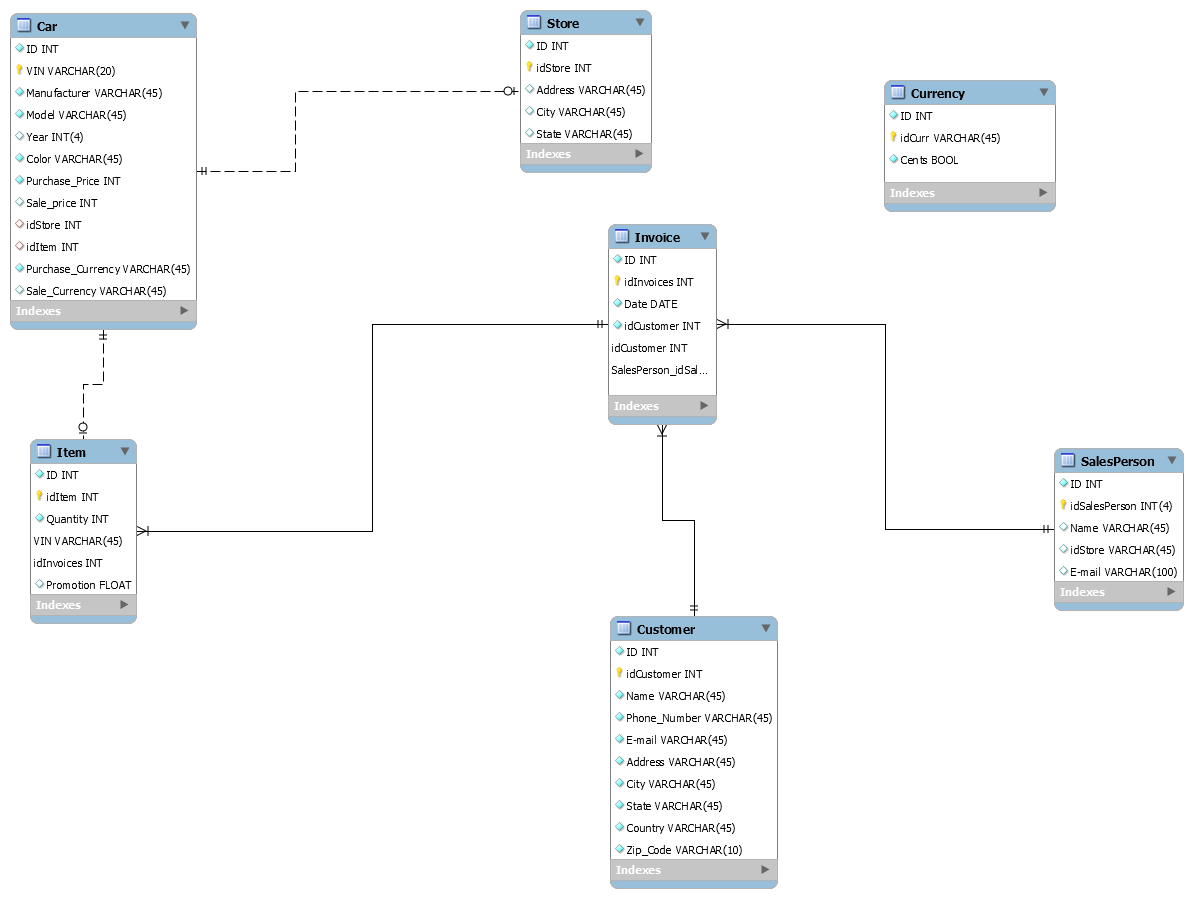 Car
ID INT
VIN VARCHAR(20)
Manufacturer VARCHAR(45)
Model VARCHAR(45)
Year INT(4)
Color VARCHAR(45)
Purchase_Price INT
Sale_price INT
idStore INT
idItem INT
Purchase_Currency VARCHAR(45)
Sale_Currency VARCHAR(45)
Indexes
Store
ID INT
idStore INT
Address VARCHAR(45)
City VARCHAR(45)
State VARCHAR(45)
Indexes
Currency
ID INT
idCurr VARCHAR(45)
Cents BOOL
Indexes
Invoice
ID INT
idInvoices INT
Date DATE
idCustomer INT
idCustomer INT
SalesPerson_idSal...
Indexes
Item
ID INT
idItem INT
Quantity INT
VIN VARCHAR(45)
idInvoices INT
Promotion FLOAT
Indexes
SalesPerson
ID INT
idSalesPerson INT(4)
Name VARCHAR(45)
idStore VARCHAR(45)
E-mail VARCHAR(100)
Indexes
Customer
ID INT
idCustomer INT
Name VARCHAR(45)
Phone_Number VARCHAR(45)
E-mail VARCHAR(45)
Address VARCHAR(45)
City VARCHAR(45)
State VARCHAR(45)
Country VARCHAR(45)
Zip_Code VARCHAR(10)
Indexes